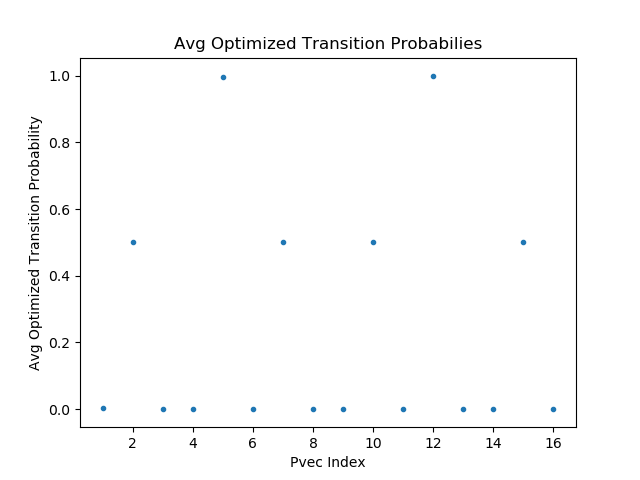 Avg Optimized Transition Probabilies
Avg Optimized Transition Probability
1.0
0.8
0.6
0.4
0.2
0.0
2 4 6 8 10 12 14 16
Pvec Index